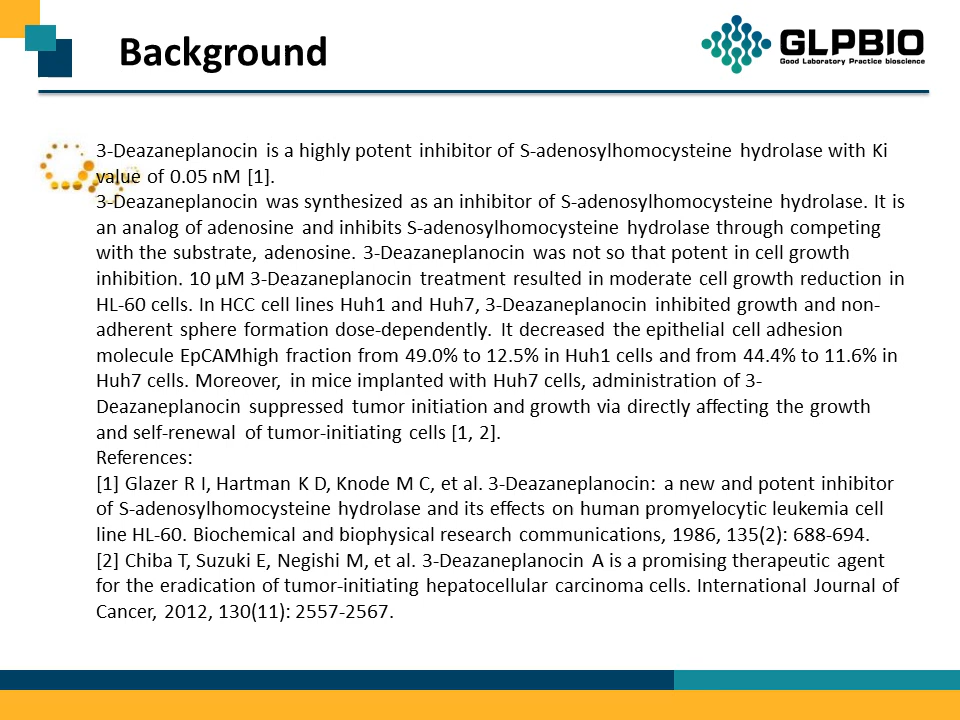 Background
GLPBIO
Good Laboratory Practice bioscience
3-Deazaneplanocin is a highly potent inhibitor of S-adenosylhomocysteine hydrolase with Ki
value of 0.05 nM [1].
3-Deazaneplanocin was synthesized as an inhibitor of S-adenosylhomocysteine hydrolase. It is
an analog of adenosine and inhibits S-adenosylhomocysteine hydrolase through competing
with the substrate, adenosine. 3-Deazaneplanocin was not so that potent in cell growth
inhibition. 10 μM 3-Deazaneplanocin treatment resulted in moderate cell growth reduction in
HL-60 cells. In HCC cell lines Huh1 and Huh7, 3-Deazaneplanocin inhibited growth and non-
adherent sphere formation dose-dependently. It decreased the epithelial cell adhesion
molecule EpCAMhigh fraction from 49.0% to 12.5% in Huh1 cells and from 44.4% to 11.6% in
Huh7 cells. Moreover, in mice implanted with Huh7 cells, administration of 3-
Deazaneplanocin suppressed tumor initiation and growth via directly affecting the growth
and self-renewal of tumor-initiating cells [1, 2].
References:
[1] Glazer R I, Hartman K D, Knode M C, et al. 3-Deazaneplanocin: a new and potent inhibitor
of S-adenosylhomocysteine hydrolase and its effects on human promyelocytic leukemia cell
line HL-60. Biochemical and biophysical research communications, 1986, 135(2): 688-694.
[2] Chiba T, Suzuki E, Negishi M, et al. 3-Deazaneplanocin A is a promising therapeutic agent
for the eradication of tumor-initiating hepatocellular carcinoma cells. International Journal of
Cancer, 2012, 130(11): 2557-2567.